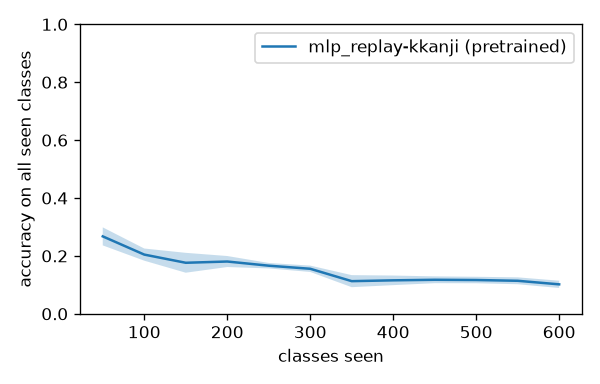 mlp_replay-kkanji (pretrained)
accuracy on all seen classes
1.0
0.8
0.6
0.4
0.2
0.0
100 200 300 400 500 600
classes seen